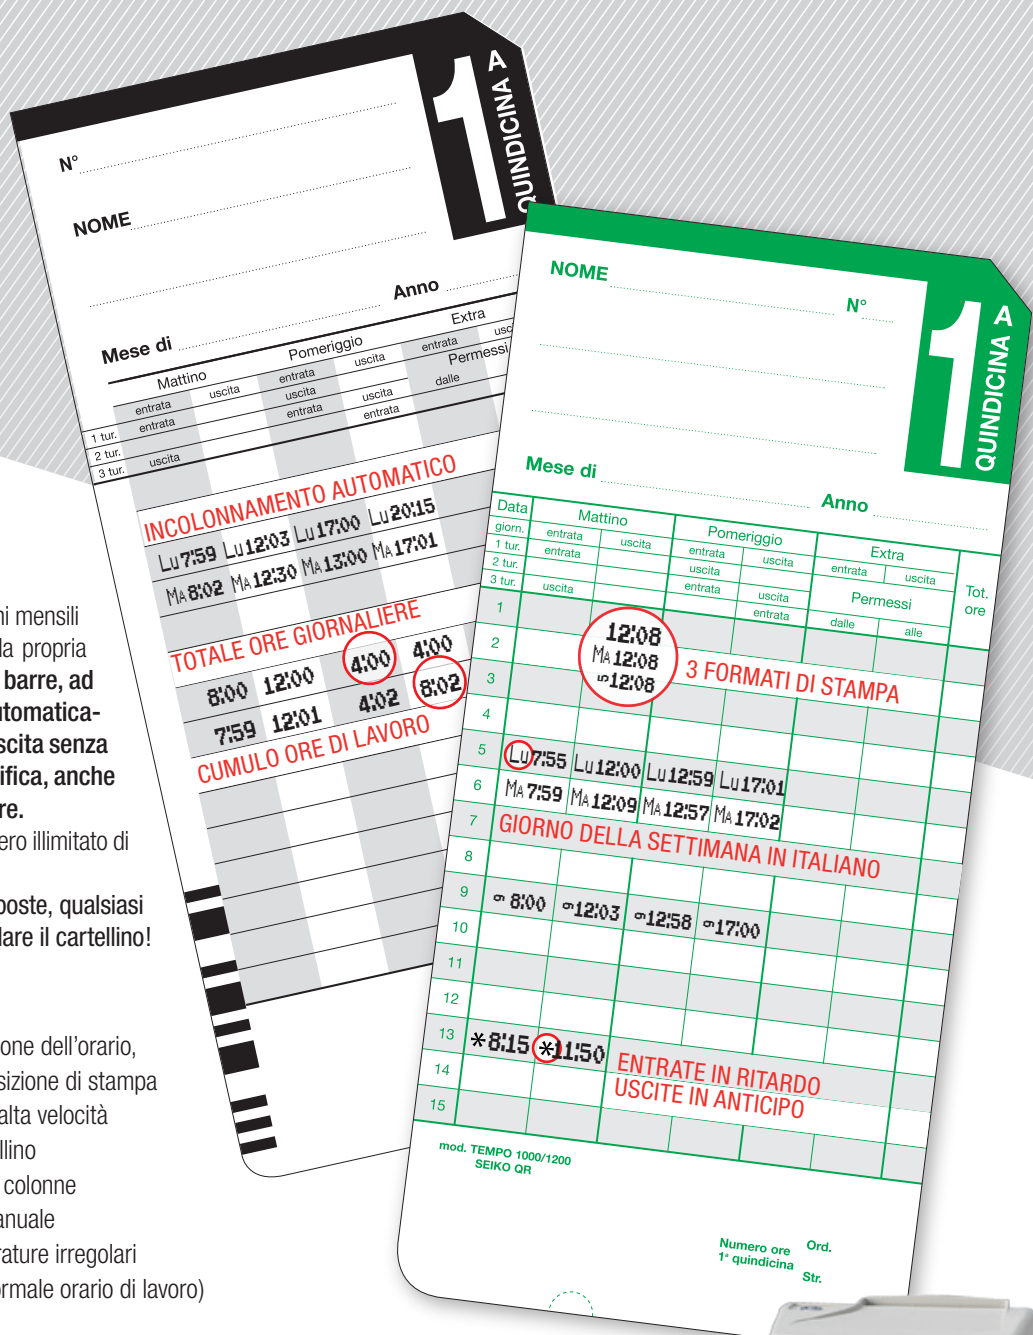 N°
NOME
Mese di Anno
1 A
QUINDICINA
Mattino Pomeriggio Extra
entrata uscita entrata uscita entrata
1 tur. entrata uscita uscita Permessi
2 tur. entrata entrata dalle
3 tur. uscita
INCOLONNAMENTO AUTOMATICO
Lu 7:59 Lu 12:03 Lu 17:00 Lu 20:15
MA 8:02 MA 12:30 MA 13:00 MA 17:01
TOTALE ORE GIORNALIERE
8:00 12:00 4:00 4:00
7:59 12:01 4:02 8:02
CUMULO ORE DI LAVORO
NOME N°
Mese di Anno
1 A
QUINDICINA
Data Mattino Pomeriggio Extra Tot. ore
giorn. entrata uscita entrata uscita entrata uscita
1 tur. entrata uscita
2 tur. entrata uscita Permessi
3 tur. uscita entrata dalle alle
1
2
3
12:08
MA 12:08
6 12:08
3 FORMATI DI STAMPA
4
5 Lu 7:55 Lu 12:00 Lu 12:59 Lu 17:01
6 MA 7:59 MA 12:09 MA 12:57 MA 17:02
7 GIORNO DELLA SETTIMANA IN ITALIANO
8
9 9 8:00 9 12:03 9 12:58 9 17:00
10
11
12
13 *8:15 *11:50
ENTRATE IN RITARDO
14 USCITE IN ANTICIPO
15
mod. TEMPO 1000/1200
SEIKO QR
Numero ore Ord.
1ª quindicina Str.
ni mensili
la propria
barre, ad
utomatica-
scita senza
ifica, anche
re.
ero illimitato di
poste, qualsiasi
lare il cartellino!
one dell'orario,
sizione di stampa
alta velocità
llino
colonne
anuale
rature irregolari
ormale orario di lavoro)